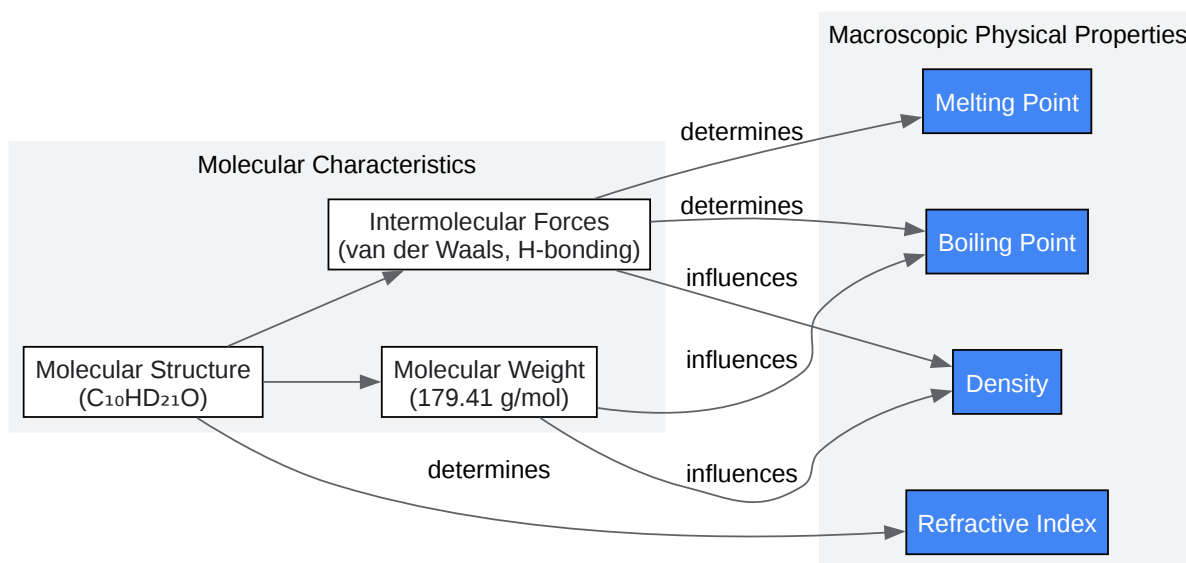 Macroscopic Physical Properties
Melting Point
determines
Molecular Characteristics
Intermolecular Forces
(van der Waals, H-bonding)
determines
Boiling Point
influences
Molecular Structure
(C₁₀HD₂₁O)
Molecular Weight
(179.41 g/mol)
influences
Density
determines
influences
Refractive Index